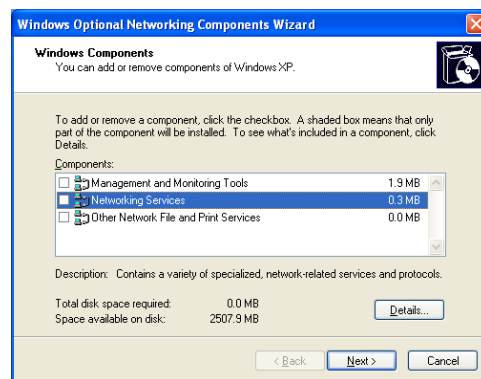 Windows Optional Networking Components Wizard
Windows Components
You can add or remove components of Windows XP.
To add or remove a component, click the checkbox. A shaded box means that only
part of the component will be installed. To see what's included in a component, click
Details.
Components:
Management and Monitoring Tools 1.9 MB
Networking Services 0.3 MB
Other Network File and Print Services 0.0 MB
Description: Contains a variety of specialized, network-related services and protocols.
Total disk space required: 0.0 MB
Space available on disk: 2507.9 MB
Details...
< Back Next > Cancel